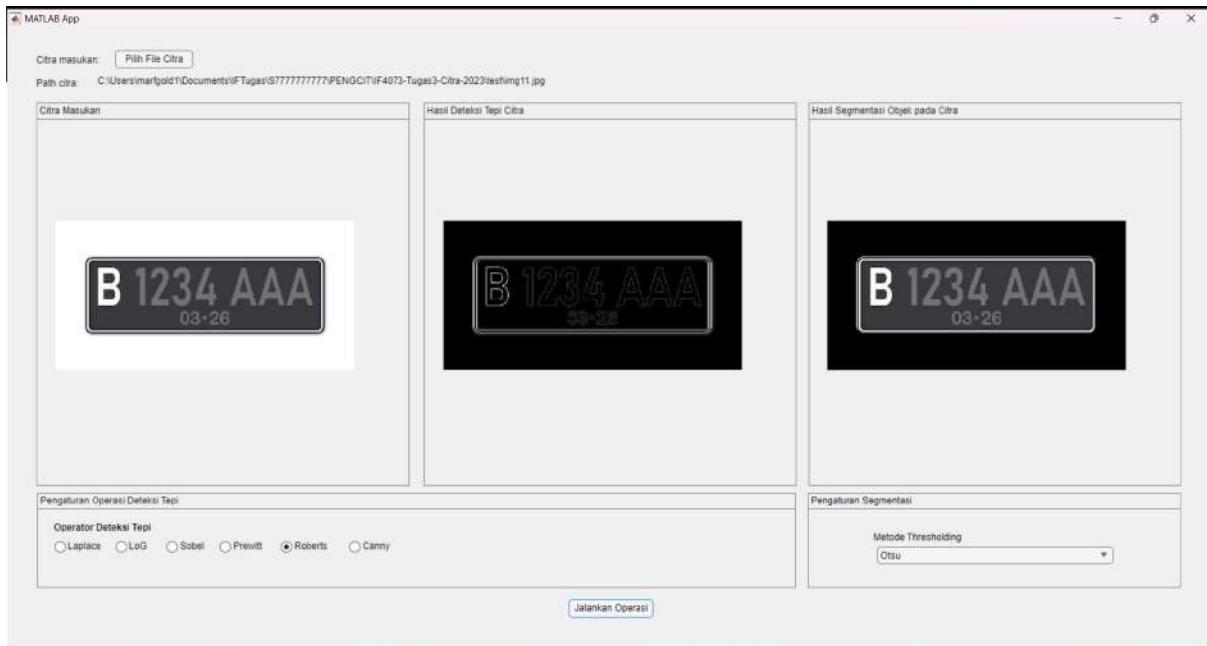 MATLAB App
Citra masukan: Pilih File Citra
Path citra: C:\Users\marfgold1\Documents\IFTugas\S7777777777\PENGCIT\IF4073-Tugas3-Citra-2023\test\img11.jpg
Citra Masukan
Hasil Deteksi Tepi Citra
Hasil Segmentasi Objek pada Citra
B 1234 AAA
03•26
B 1234 AAA
03•26
B 1234 AAA
03•26
Pengaturan Operasi Deteksi Tepi
Pengaturan Segmentasi
Operator Deteksi Tepi
Laplace LoG Sobel Prewitt Roberts Canny
Metode Thresholding
Otsu
Jalankan Operasi